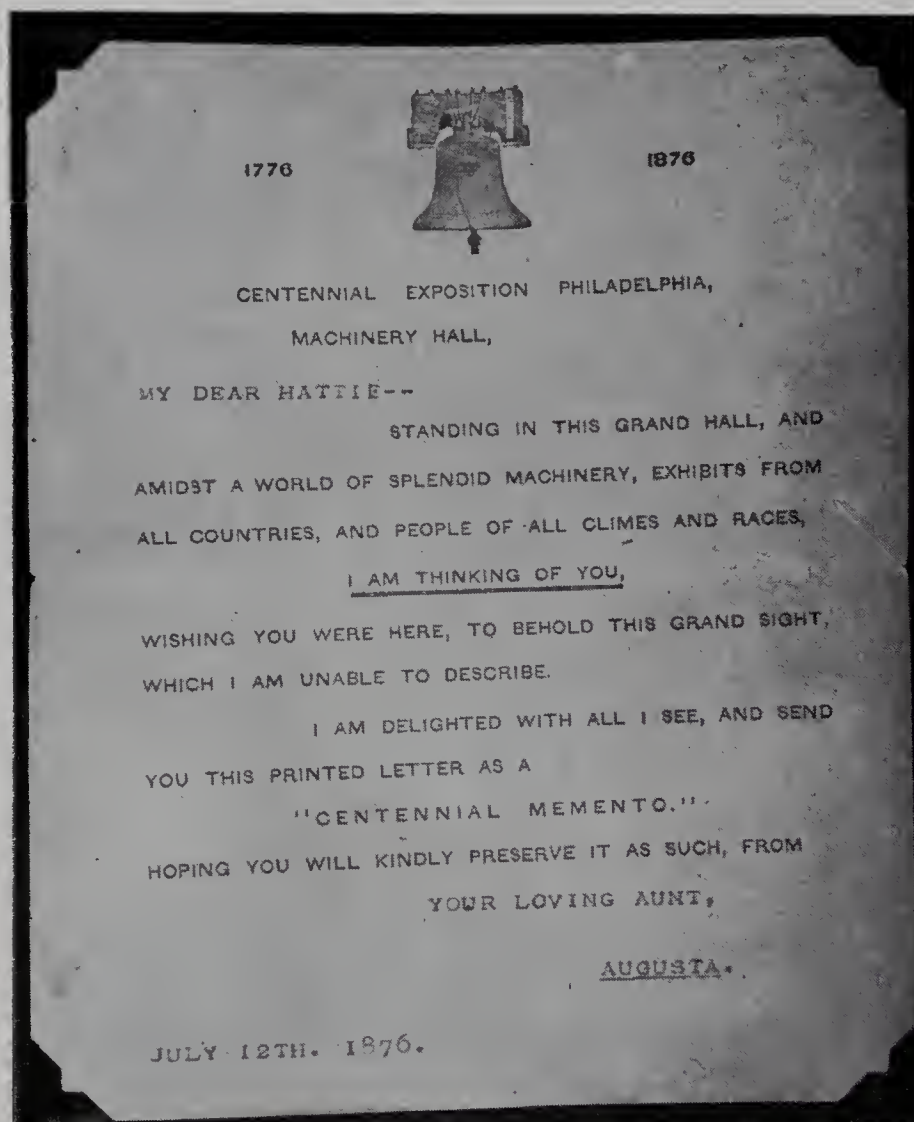 1776 1876
CENTENNIAL EXPOSITION PHILADELPHIA,
MACHINERY HALL,
MY DEAR HATTIE--
STANDING IN THIS GRAND HALL, AND
AMIDST A WORLD OF SPLENDID MACHINERY, EXHIBITS FROM
ALL COUNTRIES, AND PEOPLE OF ALL CLIMES AND RACES,
I AM THINKING OF YOU,
WISHING YOU WERE HERE, TO BEHOLD THIS GRAND SIGHT,
WHICH I AM UNABLE TO DESCRIBE.
I AM DELIGHTED WITH ALL I SEE, AND SEND
YOU THIS PRINTED LETTER AS A
"CENTENNIAL MEMENTO."
HOPING YOU WILL KINDLY PRESERVE IT AS SUCH, FROM
YOUR LOVING AUNT,
AUGUSTA.
JULY 12TH. 1876.